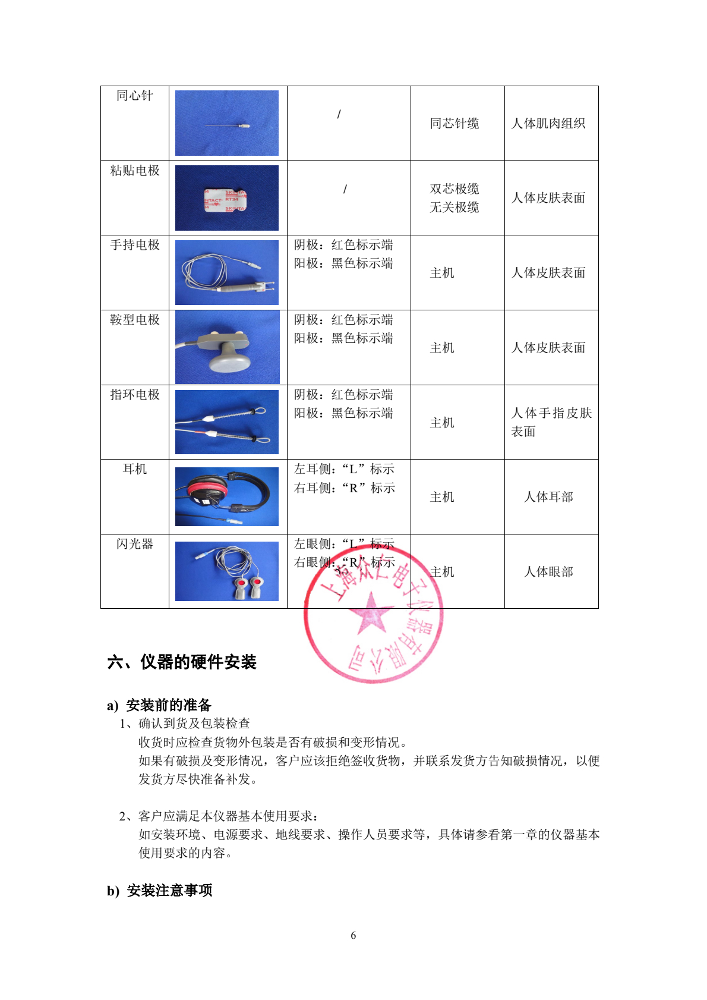 同心针
/
同芯针缆
人体肌肉组织
粘贴电极
SKINTA
NTACT
RT34
SKINTA
/
双芯极缆
无关极缆
人体皮肤表面
手持电极
阴极：红色标示端
阳极：黑色标示端
主机
人体皮肤表面
鞍型电极
阴极：红色标示端
阳极：黑色标示端
主机
人体皮肤表面
指环电极
阴极：红色标示端
阳极：黑色标示端
主机
人体手指皮肤
表面
耳机
左耳侧：“L”标示
右耳侧：“R”标示
主机
人体耳部
闪光器
左眼侧：“L”标示
右眼侧：“R”标示
主机
人体眼部
上海众仁电子仪器有限公司
六、仪器的硬件安装
a) 安装前的准备
1、确认到货及包装检查
收货时应检查货物外包装是否有破损和变形情况。
如果有破损及变形情况，客户应该拒绝签收货物，并联系发货方告知破损情况，以便
发货方尽快准备补发。
2、客户应满足本仪器基本使用要求：
如安装环境、电源要求、地线要求、操作人员要求等，具体请参看第一章的仪器基本
使用要求的内容。
b) 安装注意事项
6